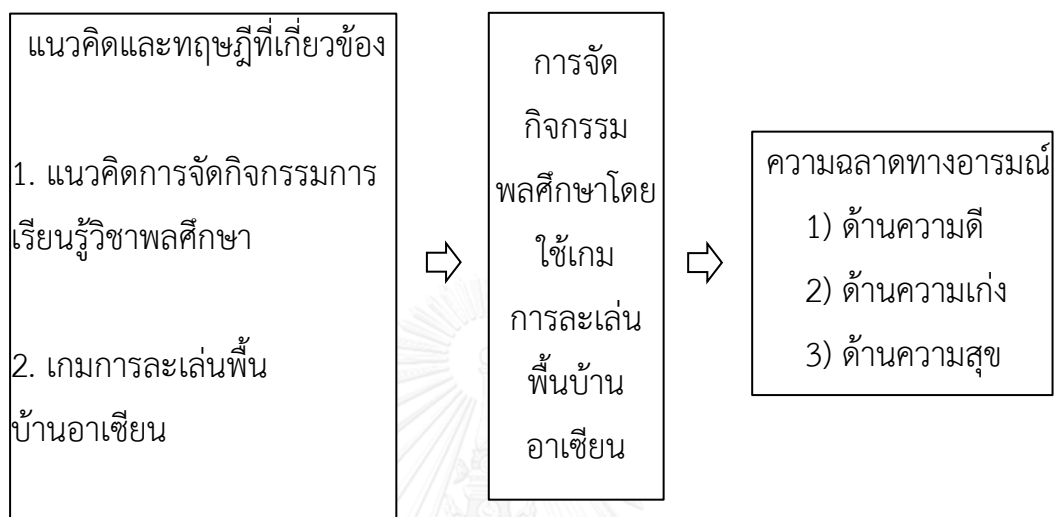 แนวคิดและทฤษฎีที่เกี่ยวข้อง
1. แนวคิดการจัดกิจกรรมการ
เรียนรู้วิชาพลศึกษา
2. เกมการละเล่นพื้น
บ้านอาเซียน
การจัด
กิจกรรม
พลศึกษาโดย
ใช้เกม
การละเล่น
พื้นบ้าน
อาเซียน
ความฉลาดทางอารมณ์
1) ด้านความดี
2) ด้านความเก่ง
3) ด้านความสุข